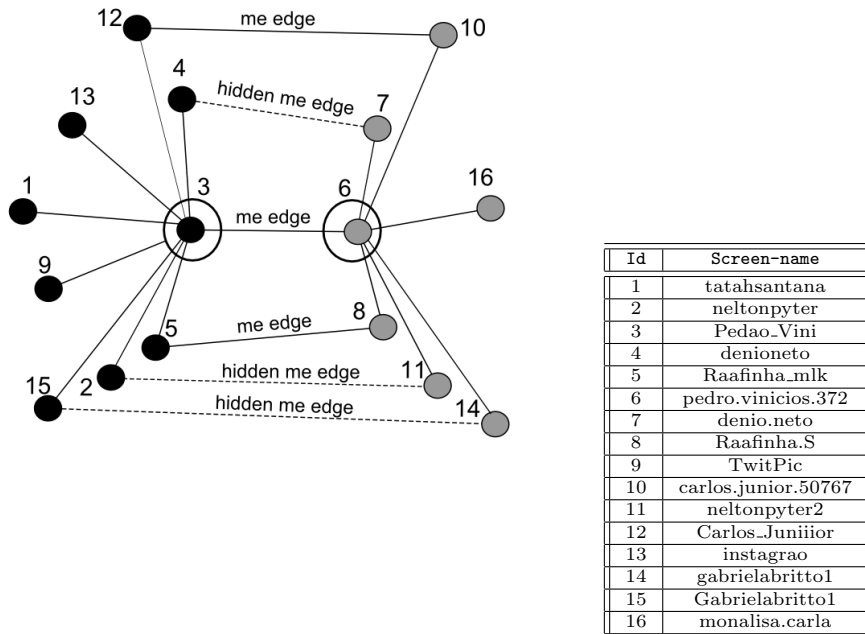 12
me edge
10
4
hidden me edge
7
13
1
3
6
16
me edge
9
8
5
me edge
15
2
hidden me edge
11
hidden me edge
14
Id Screen-name
1 tatahsantana
2 neltonpyter
3 Pedao_Vini
4 denioneto
5 Raafinha_mlk
6 pedro.vinicios.372
7 denio.neto
8 Raafinha.S
9 TwitPic
10 carlos.junior.50767
11 neltonpyter2
12 Carlos_Juniiior
13 instagrao
14 gabrielabritto1
15 Gabrielabritto1
16 monalisa.carla